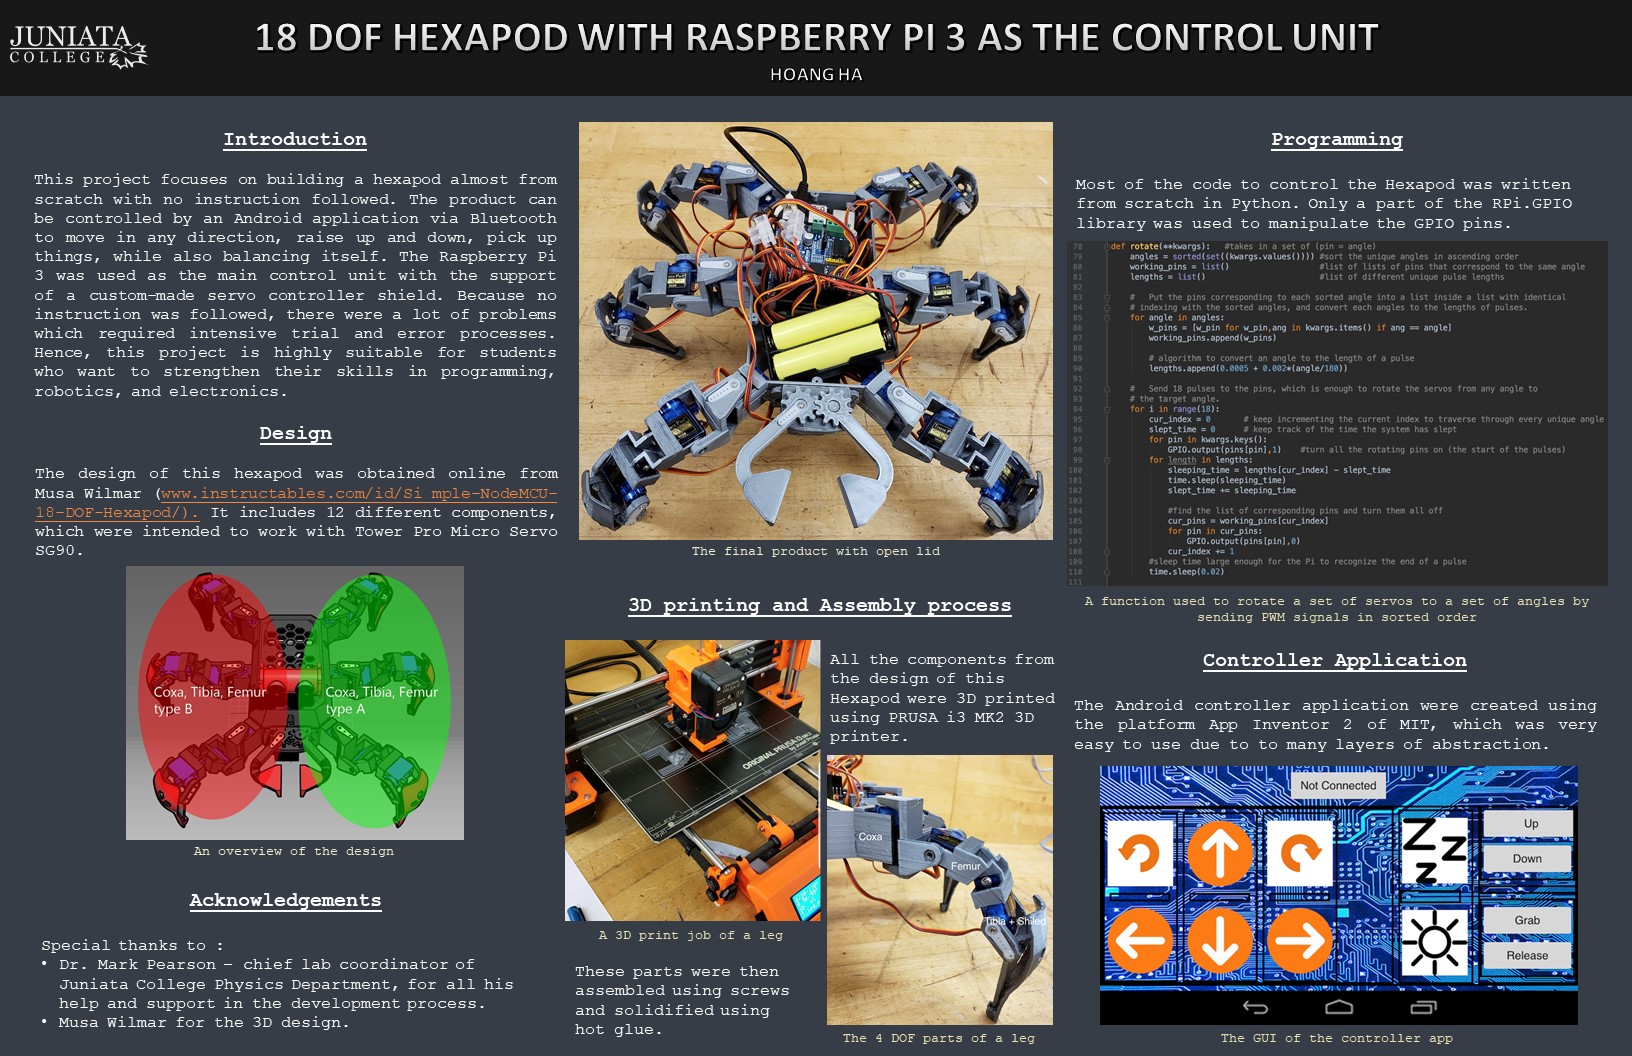 JUNIATA
COLLEGE
18 DOF HEXAPOD WITH RASPBERRY PI 3 AS THE CONTROL UNIT
HOANG HA
Introduction
This project focuses on building a hexapod almost from
scratch with no instruction followed. The product can
be controlled by an Android application via Bluetooth
to move in any direction, raise up and down, pick up
things, while also balancing itself. The Raspberry Pi
3 was used as the main control unit with the support
of a custom-made servo controller shield. Because no
instruction was followed, there were a lot of problems
which required intensive trial and error processes.
Hence, this project is highly suitable for students
who want to strengthen their skills in programming,
robotics, and electronics.
Design
The design of this hexapod was obtained online from
Musa Wilmar (www.instructables.com/id/Si mple-NodeMCU-
18-DOF-Hexapod/). It includes 12 different components,
which were intended to work with Tower Pro Micro Servo
SG90.
Coxa, Tibia, Femur
type B
Coxa, Tibia, Femur
type A
An overview of the design
Acknowledgements
Special thanks to :
• Dr. Mark Pearson – chief lab coordinator of
Juniata College Physics Department, for all his
help and support in the development process.
• Musa Wilmar for the 3D design.
The final product with open lid
3D printing and Assembly process
ORIGINAL PRUSA i3 MK2
All the components from
the design of this
Hexapod were 3D printed
using PRUSA i3 MK2 3D
printer.
A 3D print job of a leg
These parts were then
assembled using screws
and solidified using
hot glue.
Coxa
Femur
Tibia + Shiled
The 4 DOF parts of a leg
Programming
Most of the code to control the Hexapod was written
from scratch in Python. Only a part of the RPi.GPIO
library was used to manipulate the GPIO pins.
78 def rotate(**kwargs): #takes in a set of (pin = angle)
79 angles = sorted(set((kwargs.values()))) #sort the unique angles in ascending order
80 working_pins = list() #list of lists of pins that correspond to the same angle
81 lengths = list() #list of different unique pulse lengths
82
83 # Put the pins corresponding to each sorted angle into a list inside a list with identical
84 # indexing with the sorted angles, and convert each angles to the lengths of pulses.
85 for angle in angles:
86 w_pins = [w_pin for w_pin,ang in kwargs.items() if ang == angle]
87 working_pins.append(w_pins)
88
89 # algorithm to convert an angle to the length of a pulse
90 lengths.append(0.0005 + 0.002*(angle/180))
91
92 # Send 18 pulses to the pins, which is enough to rotate the servos from any angle to
93 # the target angle.
94 for i in range(18):
95 cur_index = 0 # keep incrementing the current index to traverse through every unique angle
96 slept_time = 0 # keep track of the time the system has slept
97 for pin in kwargs.keys():
98 GPIO.output(pins[pin],1) #turn all the rotating pins on (the start of the pulses)
99 for length in lengths:
100 sleeping_time = lengths[cur_index] - slept_time
101 time.sleep(sleeping_time)
102 slept_time += sleeping_time
103
104 #find the list of corresponding pins and turn them all off
105 cur_pins = working_pins[cur_index]
106 for pin in cur_pins:
107 GPIO.output(pins[pin],0)
108 cur_index += 1
109 #sleep time large enough for the Pi to recognize the end of a pulse
110 time.sleep(0.02)
111
A function used to rotate a set of servos to a set of angles by
sending PWM signals in sorted order
Controller Application
The Android controller application were created using
the platform App Inventor 2 of MIT, which was very
easy to use due to to many layers of abstraction.
Not Connected
Z Z Z
Up
Down
Grab
Release
The GUI of the controller app